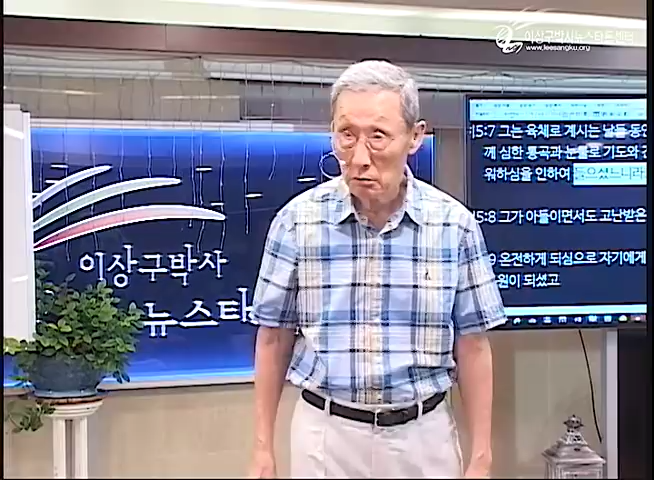 이상구박사뉴스타트센터
www.leesangku.org
15:7 그는 육체로 계시는 날들 동안
께 심한 통곡과 눈물로 기도와 간
워하심을 인하여 들으셨느니라
15:8 그가 아들이면서도 고난받은
9 온전하게 되심으로 자기에게
원이 되셨고
이상구박사
뉴스타